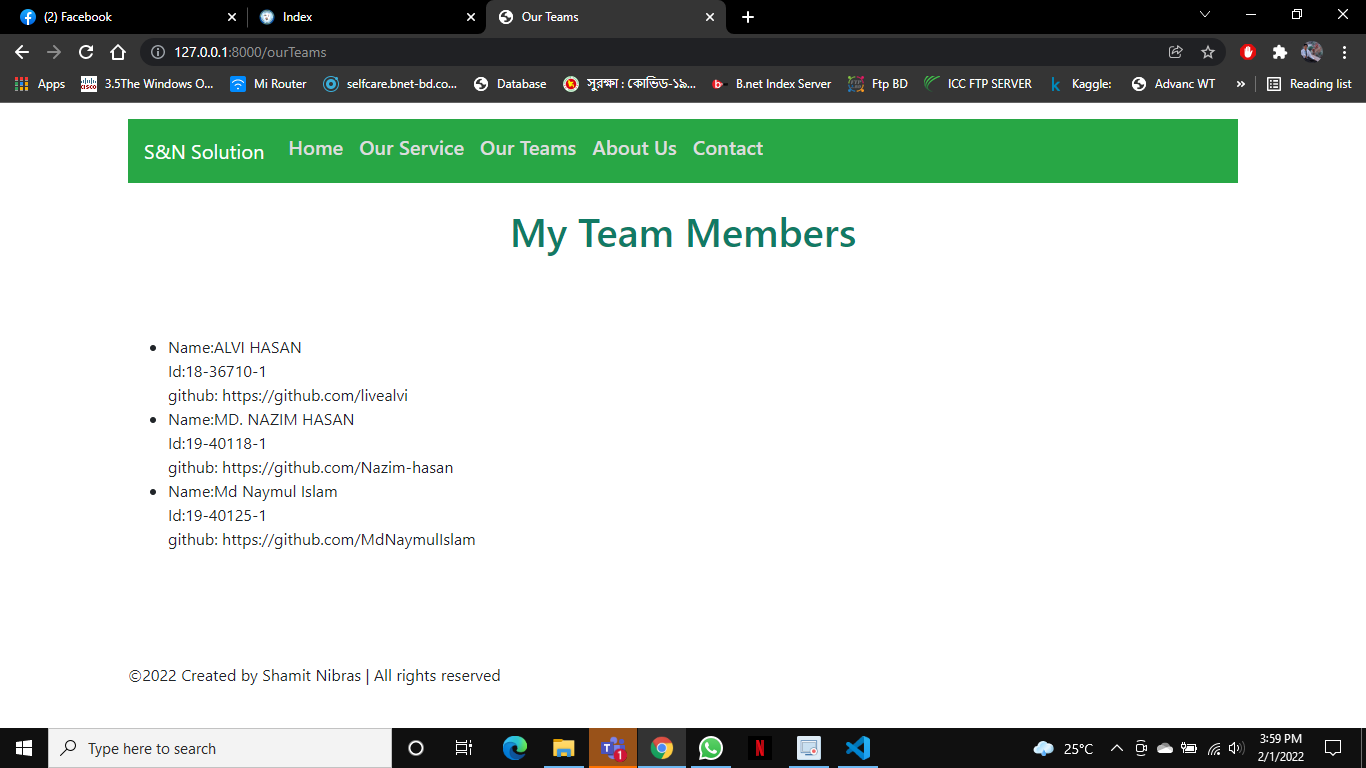 (2) Facebook
Index
Our Teams
127.0.0.1:8000/ourTeams
Apps
3.5The Windows O...
Mi Router
selfcare.bnet-bd.co...
Database
সুরক্ষা : কোভিড-১৯...
B.net Index Server
Ftp BD
ICC FTP SERVER
Kaggle:
Advanc WT
»
Reading list
S&N Solution
Home
Our Service
Our Teams
About Us
Contact
My Team Members
Name:ALVI HASAN
Id:18-36710-1
github: https://github.com/livealvi
Name:MD. NAZIM HASAN
Id:19-40118-1
github: https://github.com/Nazim-hasan
Name:Md Naymul Islam
Id:19-40125-1
github: https://github.com/MdNaymulIslam
©2022 Created by Shamit Nibras | All rights reserved
Type here to search
25°C
3:59 PM
2/1/2022